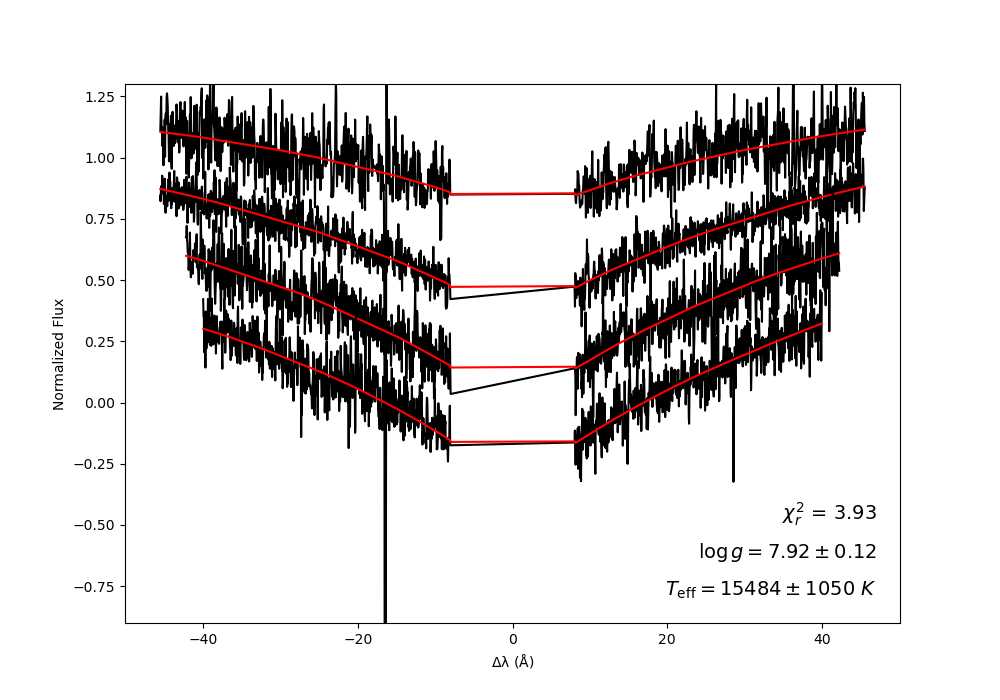 1.25
1.00
0.75
0.50
0.25
0.00
−0.25
−0.50
−0.75
Normalized Flux
χ²ᵣ = 3.93
log g = 7.92 ± 0.12
T_eff = 15484 ± 1050 K
−40 −20 0 20 40
Δλ (Å)